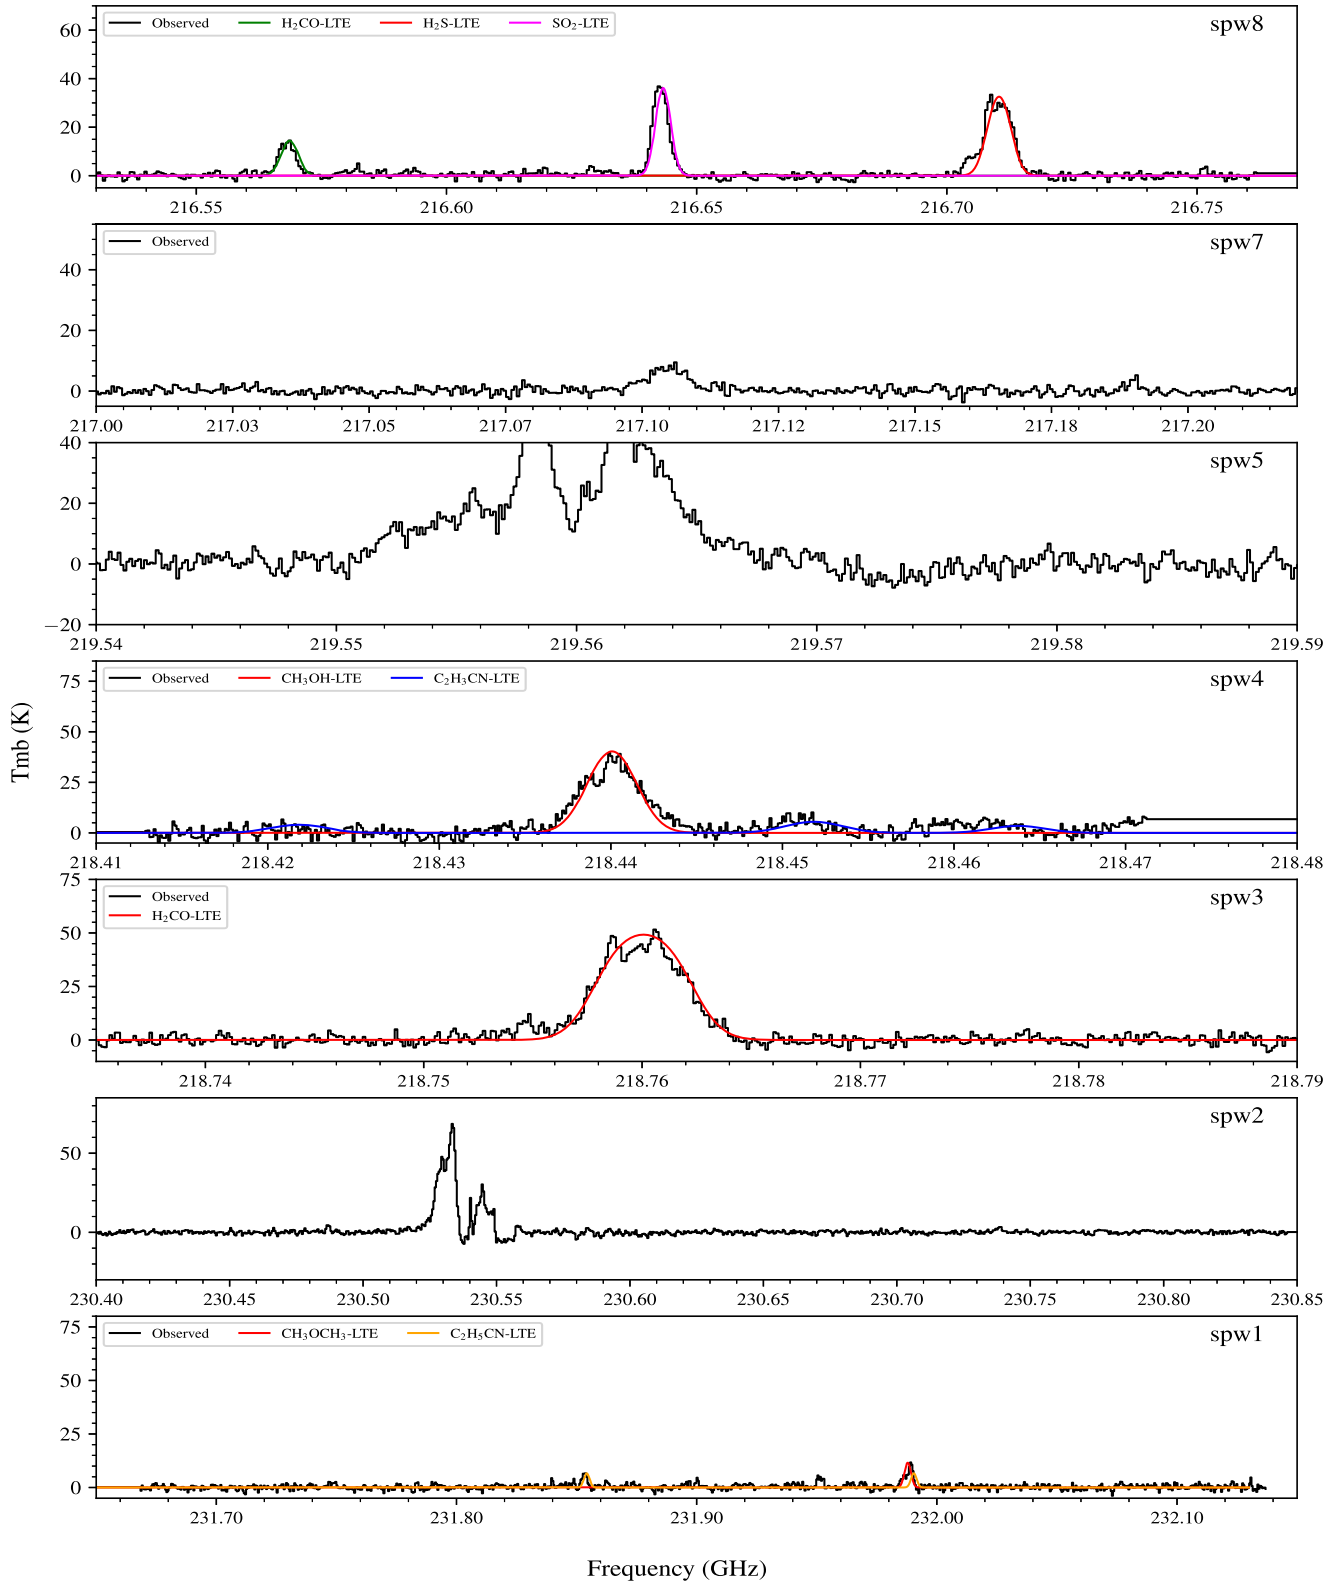 Observed H₂CO-LTE H₂S-LTE SO₂-LTE
spw8
60
40
20
0
216.55 216.60 216.65 216.70 216.75
Observed
spw7
40
20
0
217.00 217.03 217.05 217.07 217.10 217.12 217.15 217.18 217.20
spw5
40
20
0
−20
219.54 219.55 219.56 219.57 219.58 219.59
Observed CH₃OH-LTE C₂H₃CN-LTE
spw4
75
50
25
0
218.41 218.42 218.43 218.44 218.45 218.46 218.47 218.48
Tmb (K)
Observed
H₂CO-LTE
spw3
75
50
25
0
218.74 218.75 218.76 218.77 218.78 218.79
spw2
50
0
230.40 230.45 230.50 230.55 230.60 230.65 230.70 230.75 230.80 230.85
Observed CH₃OCH₃-LTE C₂H₅CN-LTE
spw1
75
50
25
0
231.70 231.80 231.90 232.00 232.10
Frequency (GHz)